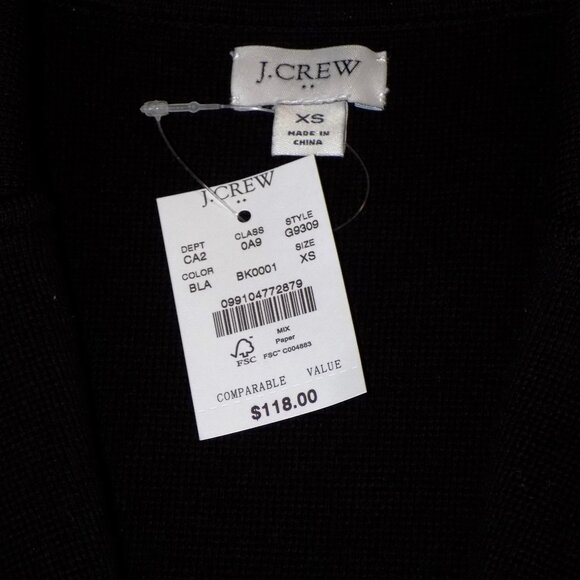 J.CREW
XS
MADE IN
CHINA
J.CREW
DEPT CLASS STYLE
CA2 0A9 G9309
COLOR SIZE
BLA BK0001 XS
099104772879
MIX
Paper
FSC FSC™ C004883
COMPARABLE VALUE
$118.00